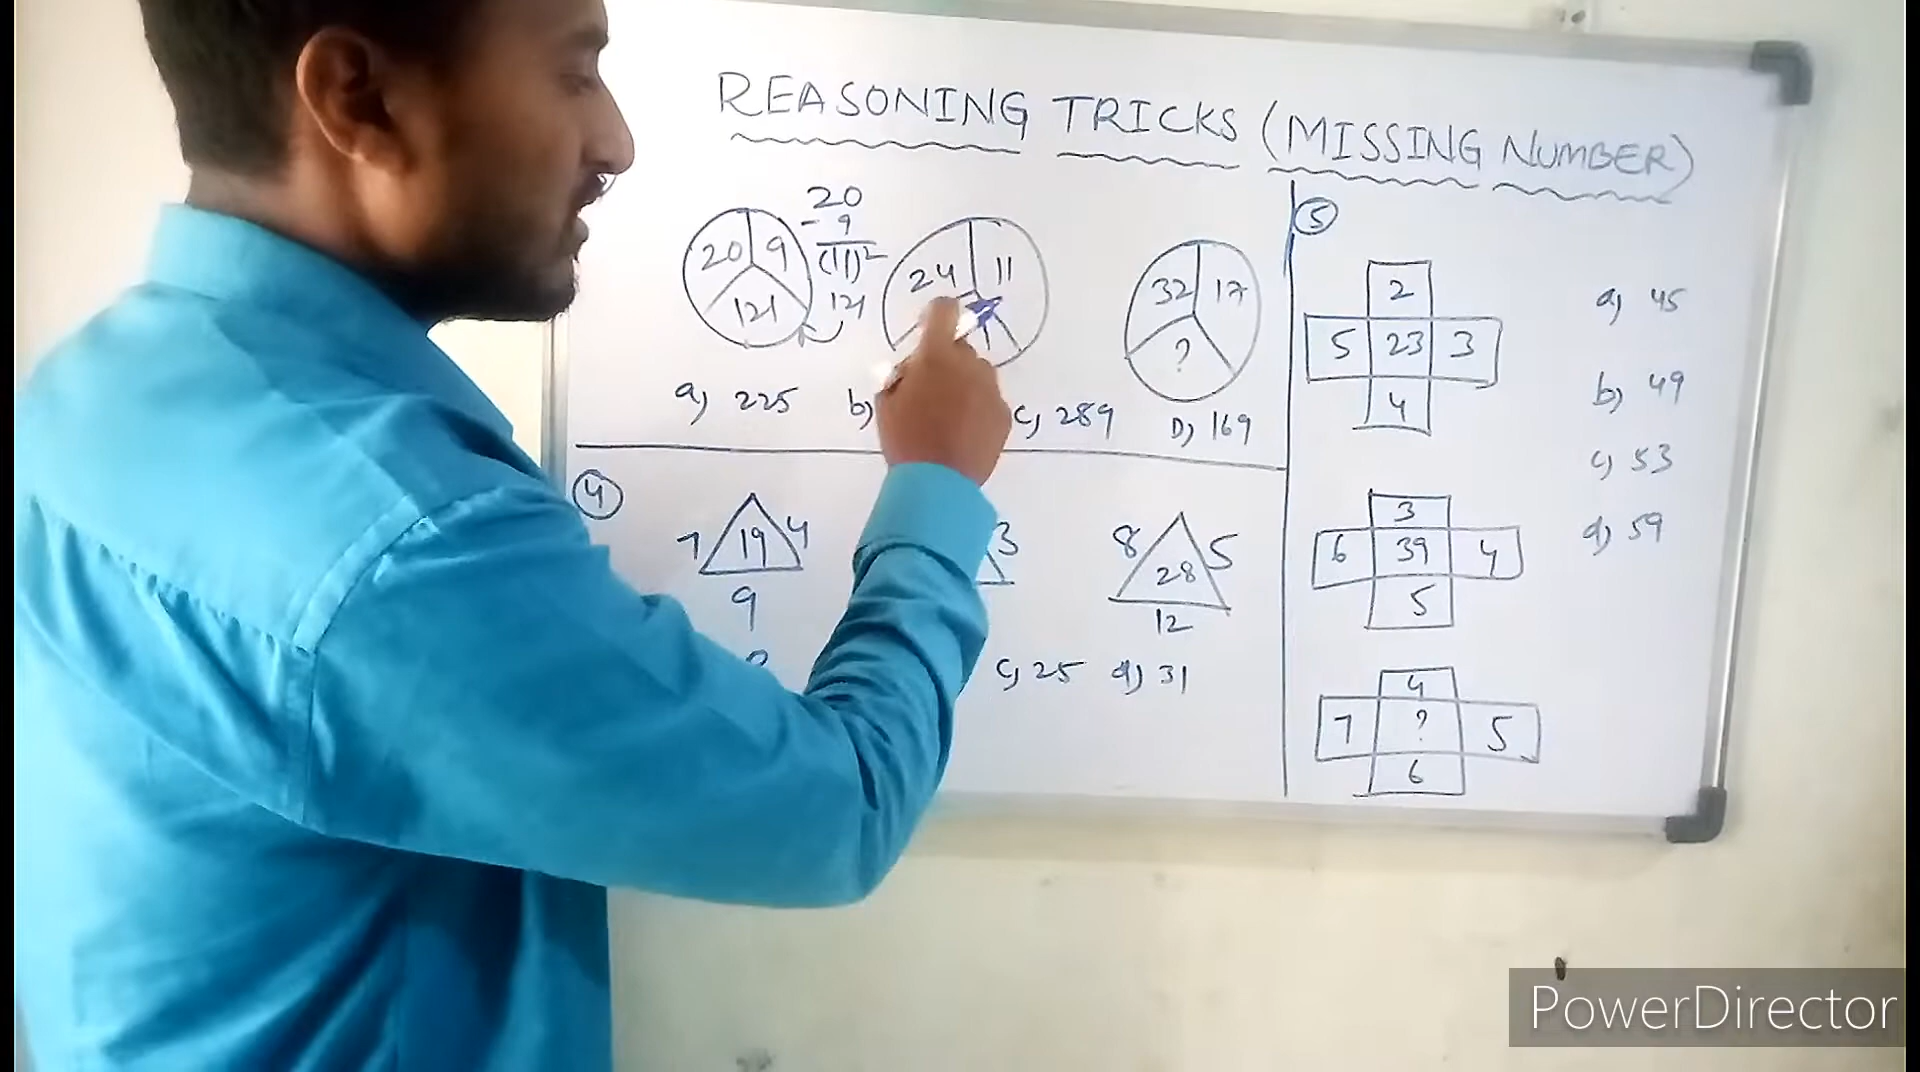 REASONING TRICKS (MISSING NUMBER)
20 9 121
20
- 9
(11)²
121
24 11
32 17 ?
a) 225 b) c) 289 D) 169
4
7 19 4
9
3
8 28 5
12
c) 25 d) 31
5
2
5 23 3
4
3
6 39 4
5
4
7 ? 5
6
a) 45
b) 49
c) 53
d) 59
PowerDirector